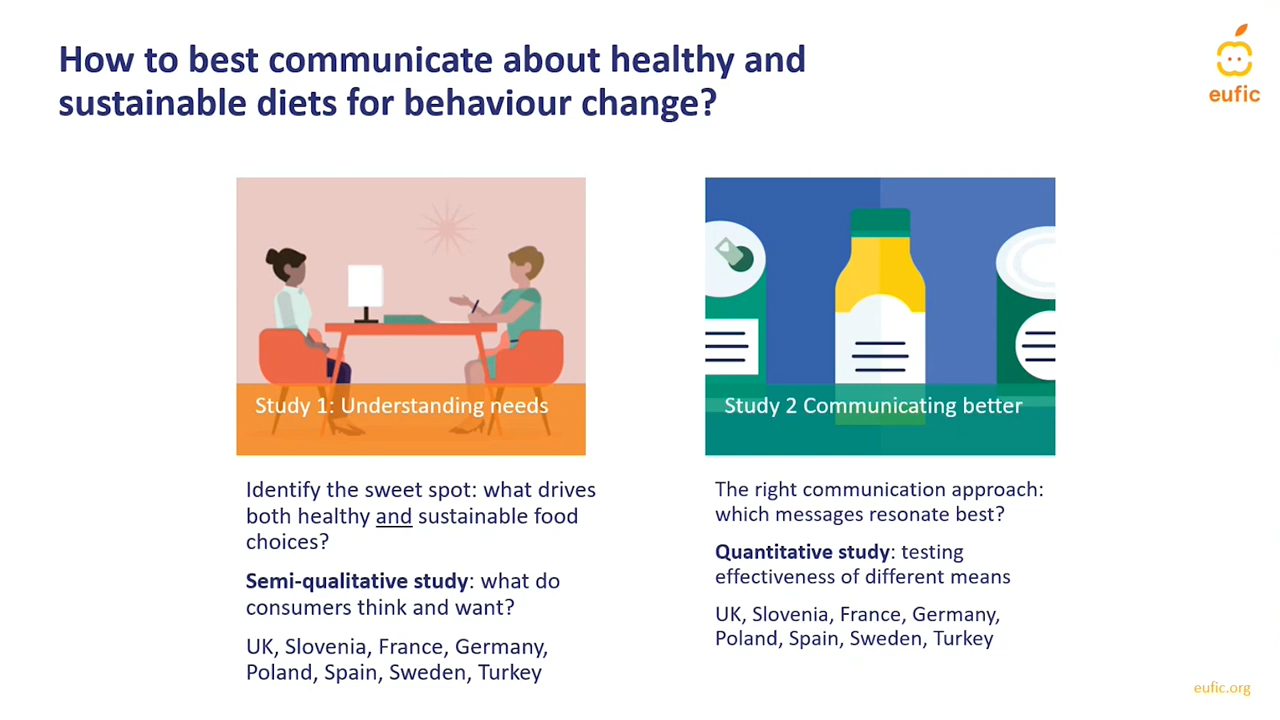 How to best communicate about healthy and
sustainable diets for behaviour change?
eufic
Study 1: Understanding needs
Identify the sweet spot: what drives
both healthy and sustainable food
choices?
Semi-qualitative study: what do
consumers think and want?
UK, Slovenia, France, Germany,
Poland, Spain, Sweden, Turkey
Study 2 Communicating better
The right communication approach:
which messages resonate best?
Quantitative study: testing
effectiveness of different means
UK, Slovenia, France, Germany,
Poland, Spain, Sweden, Turkey
eufic.org